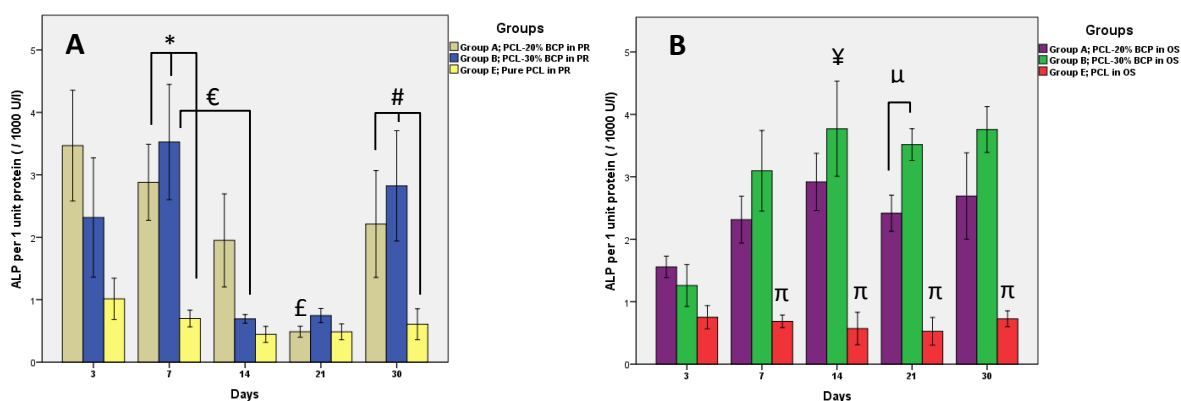 A
*
€
#
£
5
4
3
2
1
0
ALP per 1 unit protein ( / 1000 U/l)
3 7 14 21 30
Days
Groups
Group A; PCL-20% BCP in PR
Group B; PCL-30% BCP in PR
Group E; Pure PCL in PR
B
¥
µ
π π π π
5
4
3
2
1
0
ALP per 1 unit protein ( / 1000 U/l)
3 7 14 21 30
Days
Groups
Group A; PCL-20% BCP in OS
Group B; PCL-30% BCP in OS
Group E; PCL in OS